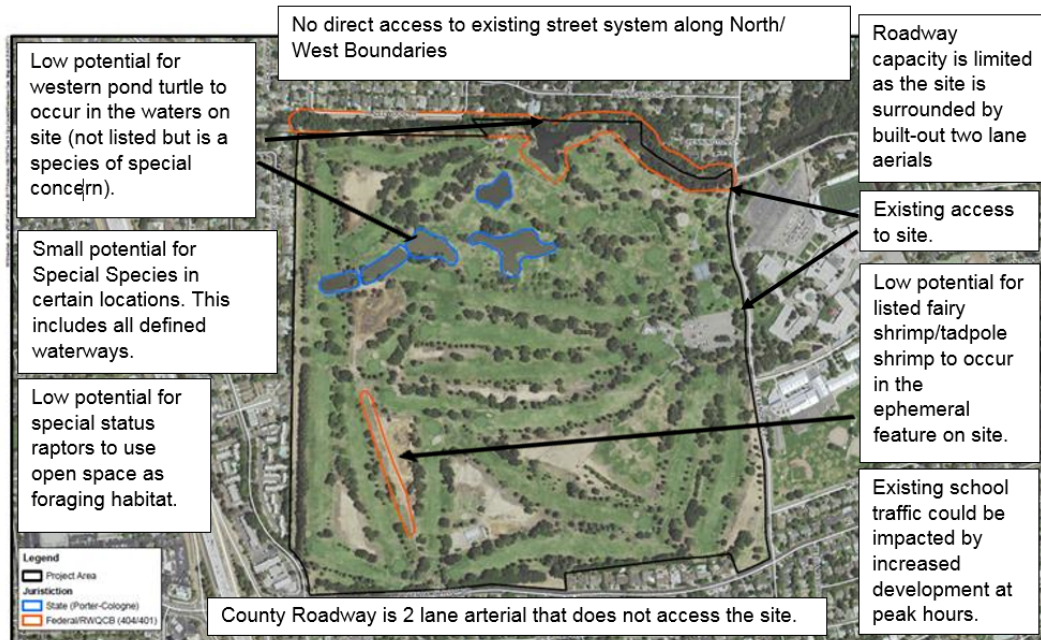 No direct access to existing street system along North/
West Boundaries
Low potential for
western pond turtle to
occur in the waters on
site (not listed but is a
species of special
concern).
Small potential for
Special Species in
certain locations. This
includes all defined
waterways.
Low potential for
special status
raptors to use
open space as
foraging habitat.
Roadway
capacity is limited
as the site is
surrounded by
built-out two lane
aerials
Existing access
to site.
Low potential for
listed fairy
shrimp/tadpole
shrimp to occur
in the
ephemeral
feature on site.
Existing school
traffic could be
impacted by
increased
development at
peak hours.
Legend
Project Area
Juristiction
State (Porter-Cologne)
Federal/RWQCB (404/401)
County Roadway is 2 lane arterial that does not access the site.